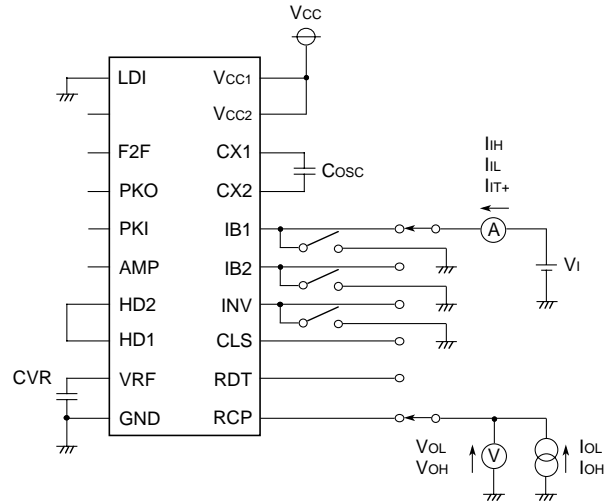 VCC
LDI
VCC1
VCC2
F2F
CX1
COSC
PKO
CX2
IIH
IIL
IIT+
PKI
IB1
A
VI
AMP
IB2
HD2
INV
HD1
CLS
CVR
VRF
RDT
GND
RCP
VOL
VOH
V
IOL
IOH